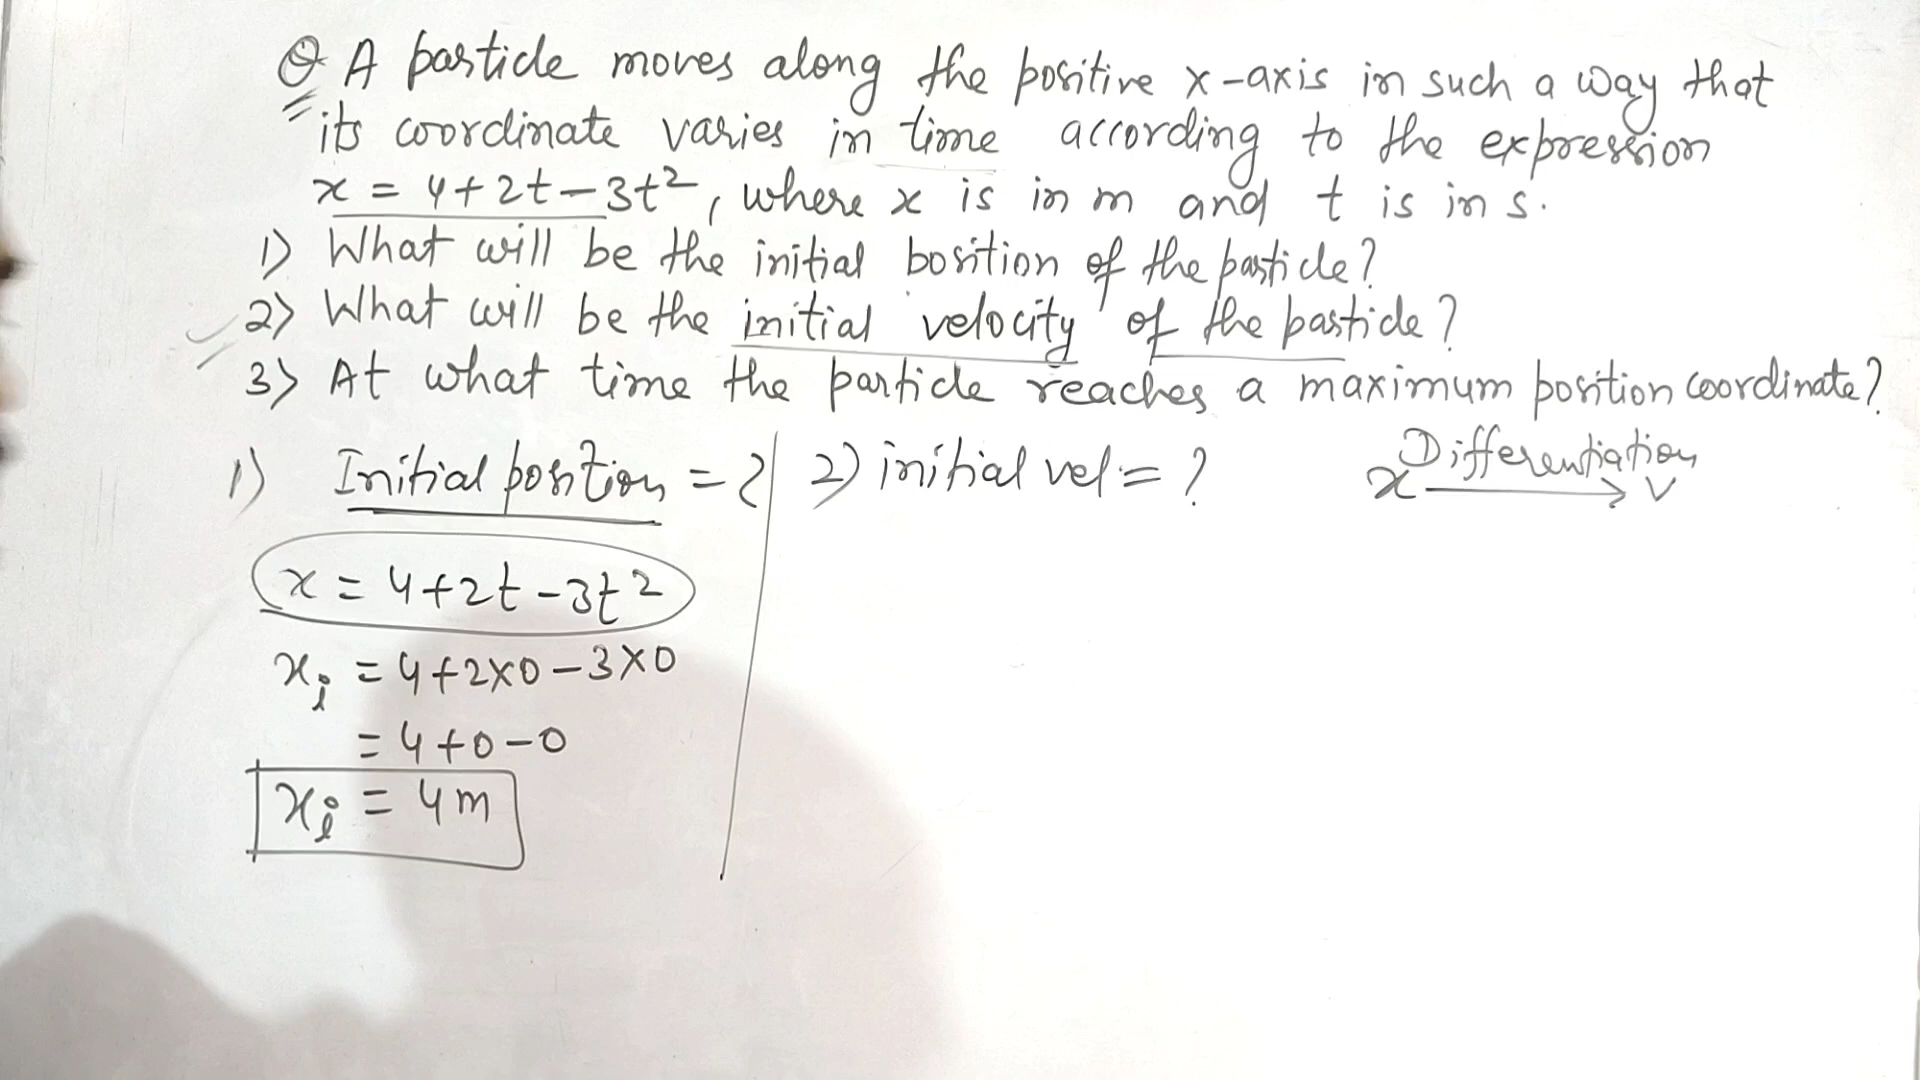 Q A particle moves along the positive x-axis in such a way that
its coordinate varies in time according to the expression
x = 4+2t-3t², where x is in m and t is in s.
1) What will be the initial position of the particle?
2) What will be the initial velocity of the particle?
3) At what time the particle reaches a maximum position coordinate?
1) Initial position = ?
x = 4+2t-3t²
xᵢ = 4+2×0-3×0
= 4+0-0
xᵢ = 4m
2) initial vel = ?
Differentiation
x → v